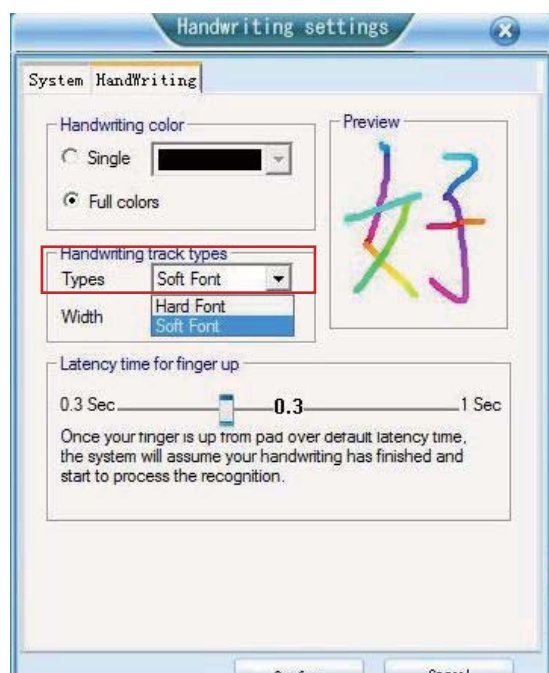 Handwriting settings
System HandWriting
Handwriting color
Single
Full colors
Preview
好
Handwriting track types
Types Soft Font
Hard Font
Soft Font
Width
Latency time for finger up
0.3 Sec 0.3 1 Sec
Once your finger is up from pad over default latency time,
the system will assume your handwriting has finished and
start to process the recognition.